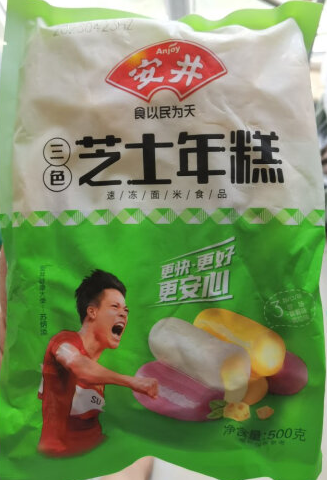 Anjoy
安井
食以民为天
三色
芝士年糕
速/冻/面/米/食/品
更快·更好
更安心
SU
净含量:500克